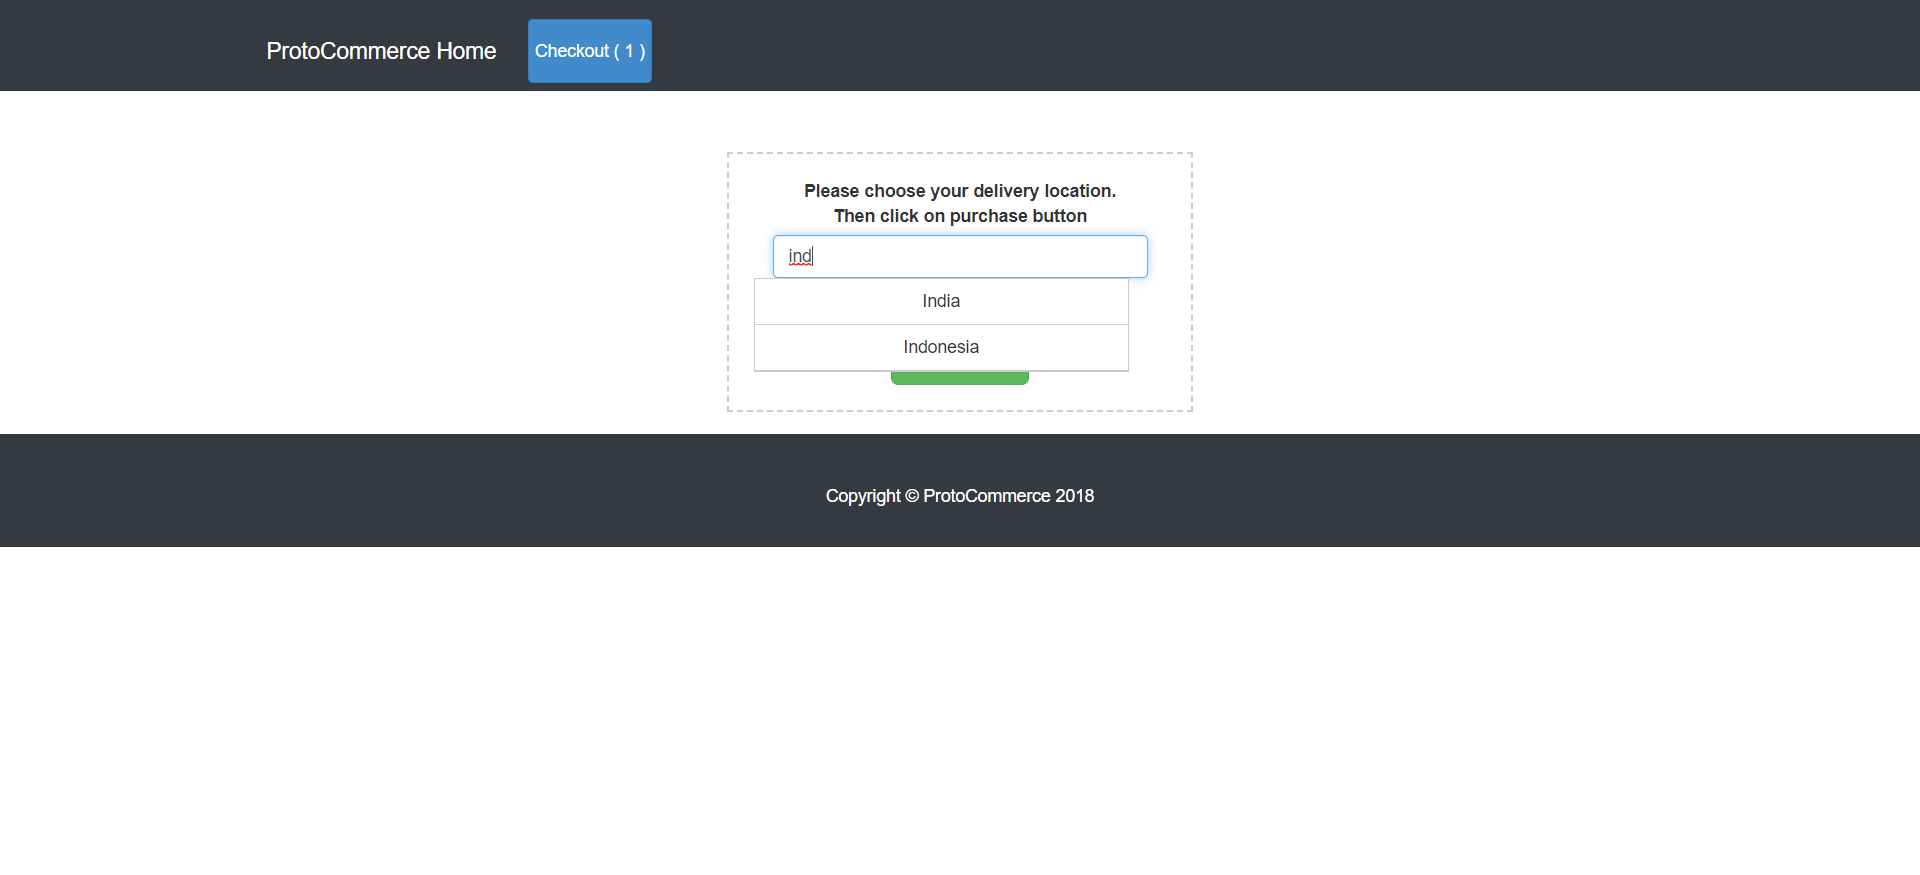 ProtoCommerce Home
Checkout ( 1 )
Please choose your delivery location.
Then click on purchase button
ind
India
Indonesia
Copyright © ProtoCommerce 2018